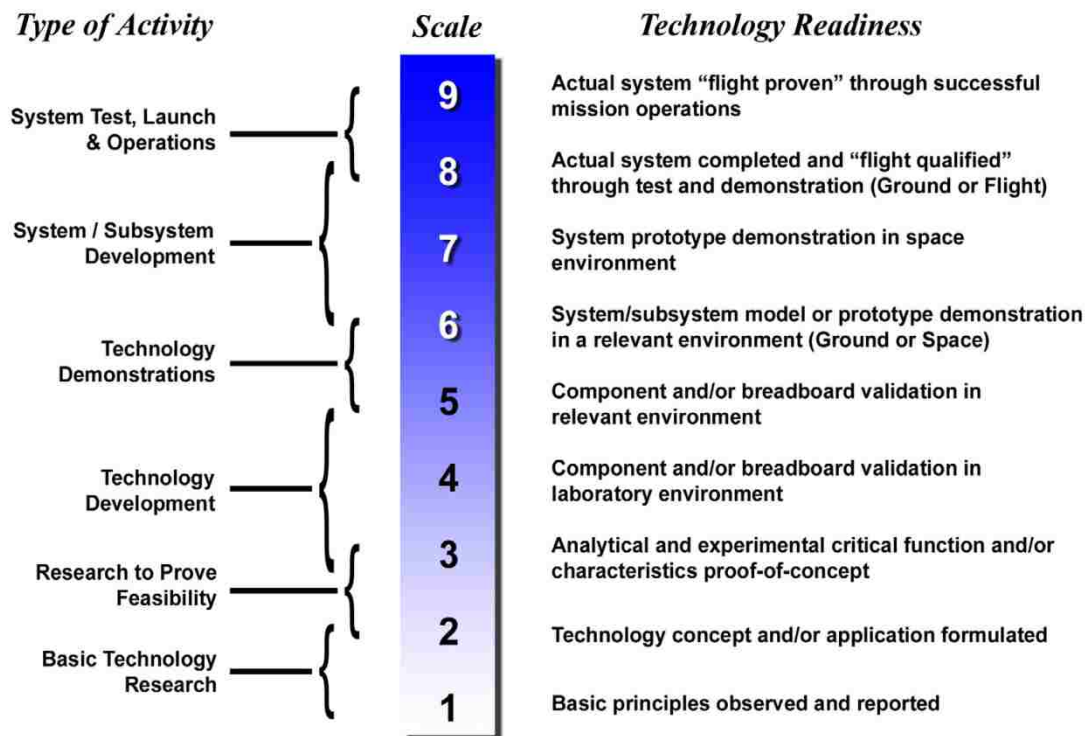 Type of Activity
Scale
Technology Readiness
System Test, Launch
& Operations
System / Subsystem
Development
Technology
Demonstrations
Technology
Development
Research to Prove
Feasibility
Basic Technology
Research
9
8
7
6
5
4
3
2
1
Actual system “flight proven” through successful
mission operations
Actual system completed and “flight qualified”
through test and demonstration (Ground or Flight)
System prototype demonstration in space
environment
System/subsystem model or prototype demonstration
in a relevant environment (Ground or Space)
Component and/or breadboard validation in
relevant environment
Component and/or breadboard validation in
laboratory environment
Analytical and experimental critical function and/or
characteristics proof-of-concept
Technology concept and/or application formulated
Basic principles observed and reported